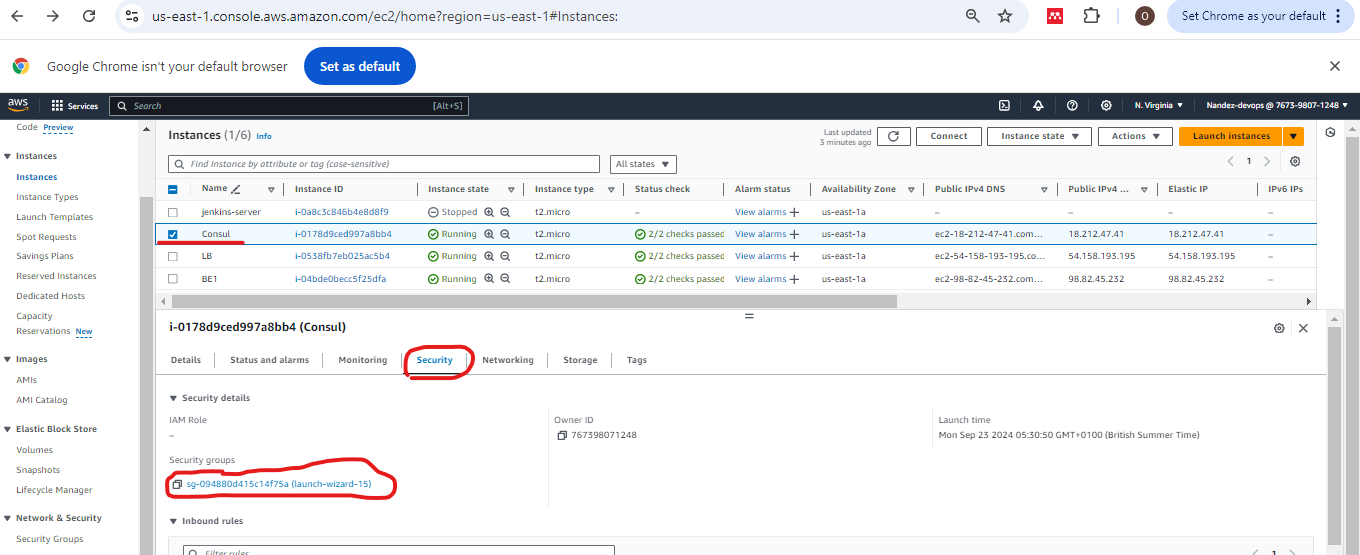 us-east-1.console.aws.amazon.com/ec2/home?region=us-east-1#Instances:
O
Set Chrome as your default
Google Chrome isn't your default browser
Set as default
aws
Services
Search
[Alt+S]
N. Virginia
Nandez-devops @ 7673-9807-1248
Code Preview
Instances
Instances
Instance Types
Launch Templates
Spot Requests
Savings Plans
Reserved Instances
Dedicated Hosts
Capacity
Reservations New
Images
AMIs
AMI Catalog
Elastic Block Store
Volumes
Snapshots
Lifecycle Manager
Network & Security
Security Groups
Instances (1/6) Info
Last updated
3 minutes ago
Connect
Instance state
Actions
Launch instances
Find Instance by attribute or tag (case-sensitive)
All states
1
Name Instance ID Instance state Instance type Status check Alarm status Availability Zone Public IPv4 DNS Public IPv4 ... Elastic IP IPv6 IPs
jenkins-server i-0a8c3c846b4e8d8f9 Stopped t2.micro – View alarms + us-east-1a – – – –
Consul i-0178d9ced997a8bb4 Running t2.micro 2/2 checks passed View alarms + us-east-1a ec2-18-212-47-41.com... 18.212.47.41 18.212.47.41 –
LB i-0538fb7eb025ac5b4 Running t2.micro 2/2 checks passed View alarms + us-east-1a ec2-54-158-193-195.co... 54.158.193.195 54.158.193.195 –
BE1 i-04bde0becc5f25dfa Running t2.micro 2/2 checks passed View alarms + us-east-1a ec2-98-82-45-232.com... 98.82.45.232 98.82.45.232 –
i-0178d9ced997a8bb4 (Consul)
Details
Status and alarms
Monitoring
Security
Networking
Storage
Tags
Security details
IAM Role
–
Owner ID
767398071248
Launch time
Mon Sep 23 2024 05:30:50 GMT+0100 (British Summer Time)
Security groups
sg-094880d415c14f75a (launch-wizard-15)
Inbound rules
Filter rules
1